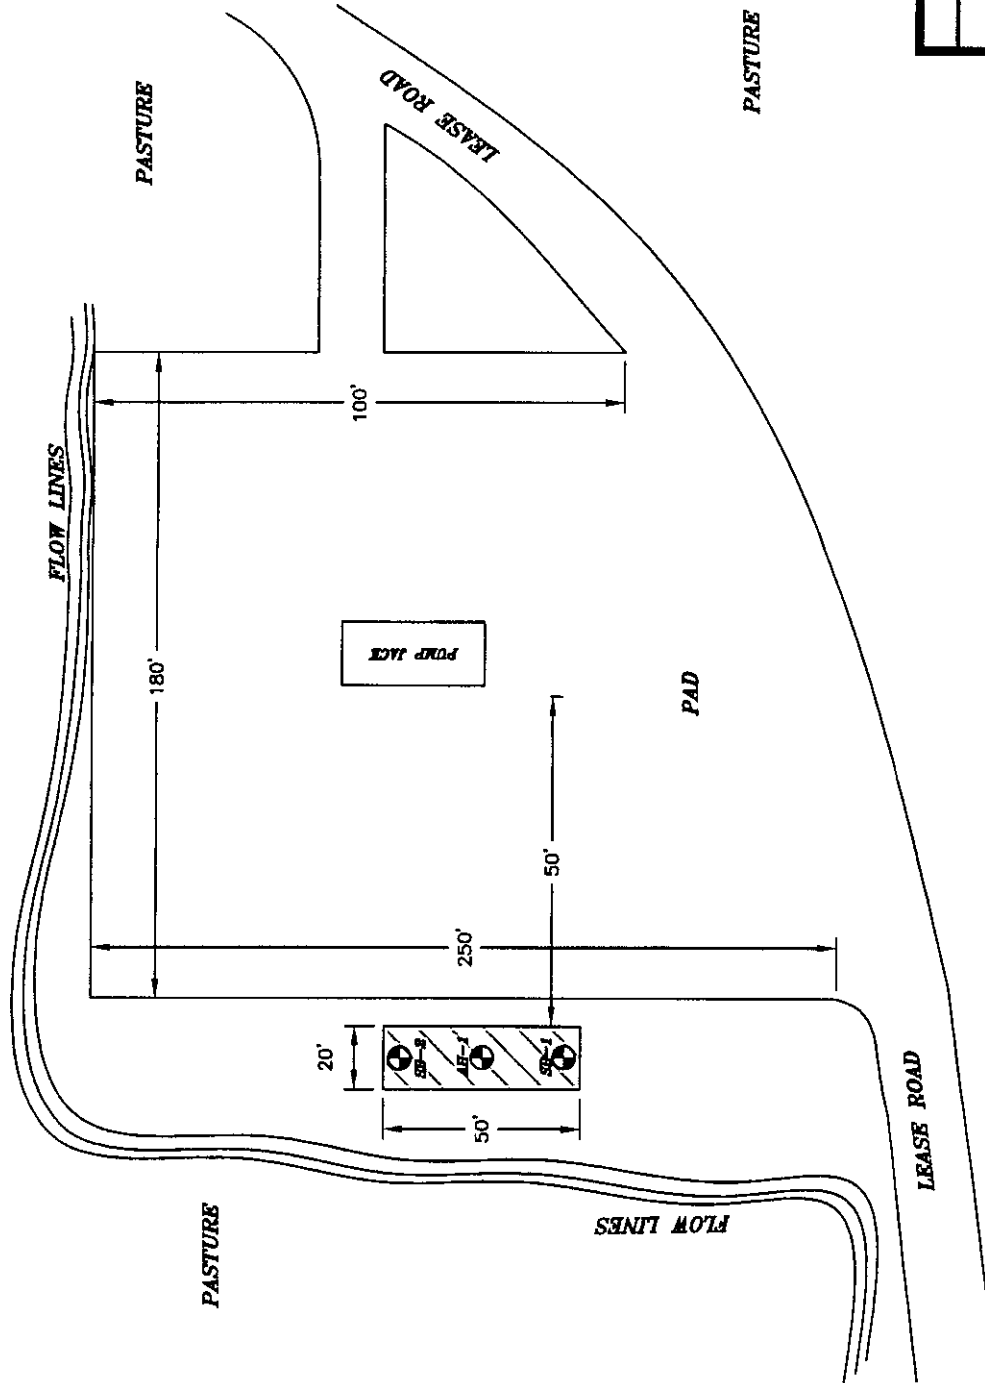 PASTURE
PASTURE
LEASE ROAD
FLOW LINES
100'
180'
PUMP JACK
PAD
50'
250'
20'
SB-2
AH-1
SB-1
50'
LEASE ROAD
FLOW LINES
PASTURE